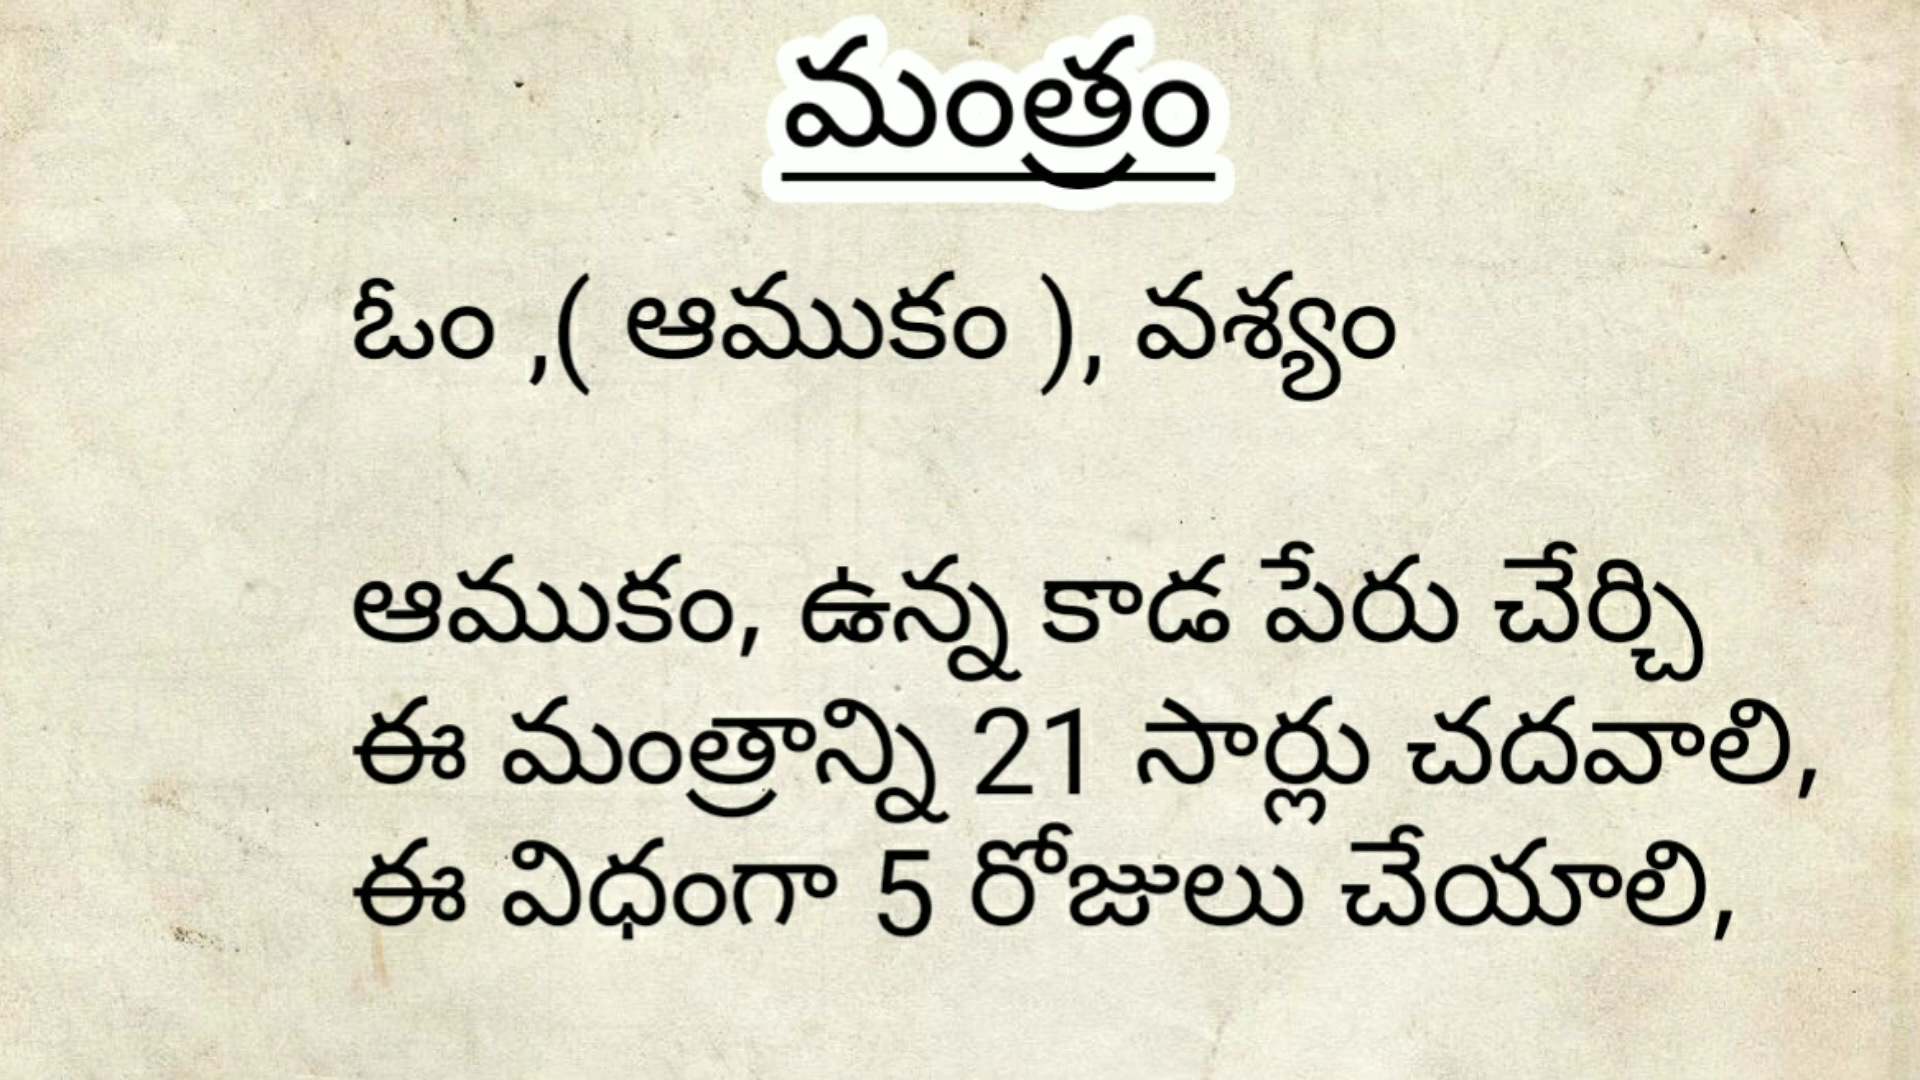 మంత్రం
ఓం ,( ఆముకం ), వశ్యం
ఆముకం, ఉన్న కాడ పేరు చేర్చి
ఈ మంత్రాన్ని 21 సార్లు చదవాలి,
ఈ విధంగా 5 రోజులు చేయాలి,